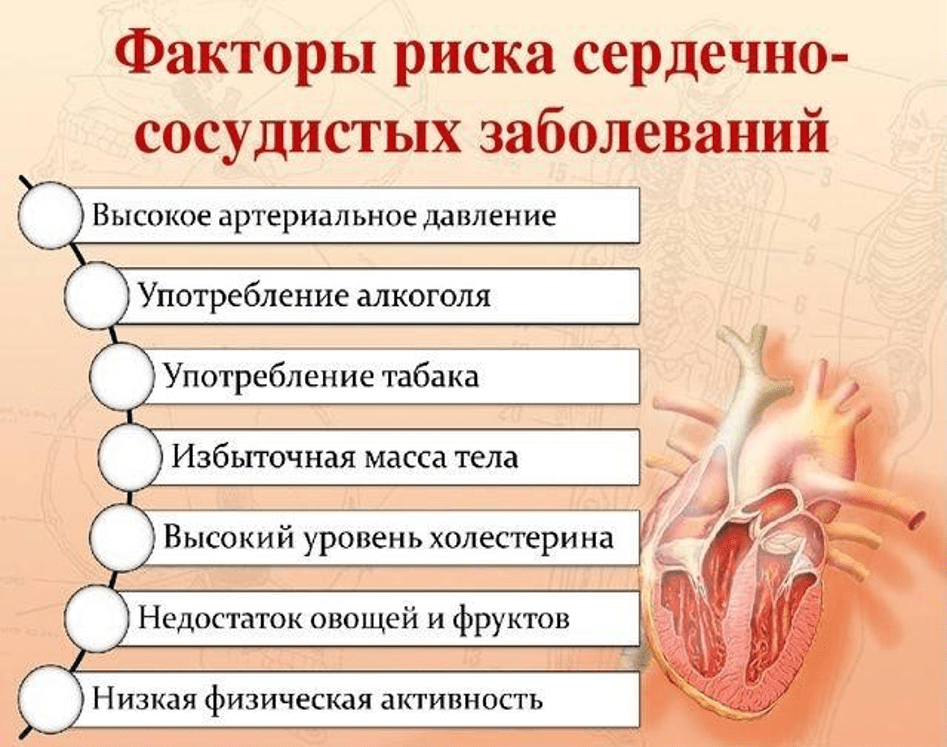 Факторы риска сердечно-
сосудистых заболеваний
Высокое артериальное давление
Употребление алкоголя
Употребление табака
Избыточная масса тела
Высокий уровень холестерина
Недостаток овощей и фруктов
Низкая физическая активность